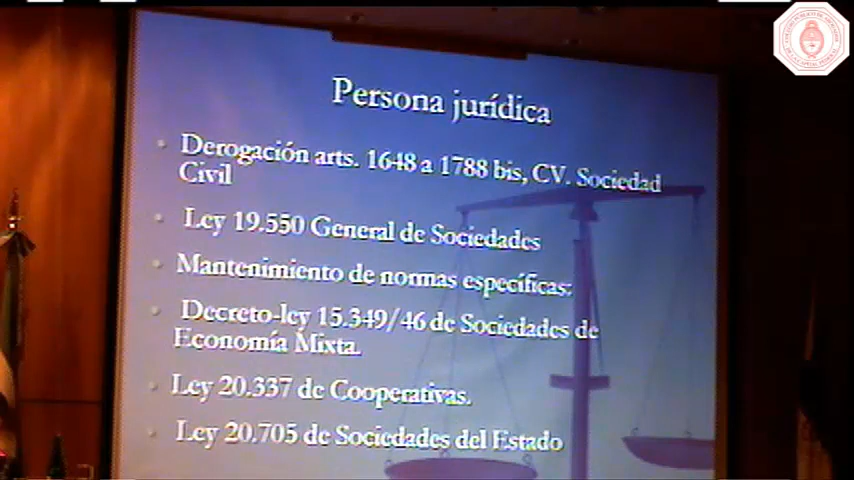 Persona jurídica
• Derogación arts. 1648 a 1788 bis, CV. Sociedad
Civil
• Ley 19.550 General de Sociedades
• Mantenimiento de normas específicas:
• Decreto-ley 15.349/46 de Sociedades de
Economía Mixta.
• Ley 20.337 de Cooperativas.
• Ley 20.705 de Sociedades del Estado